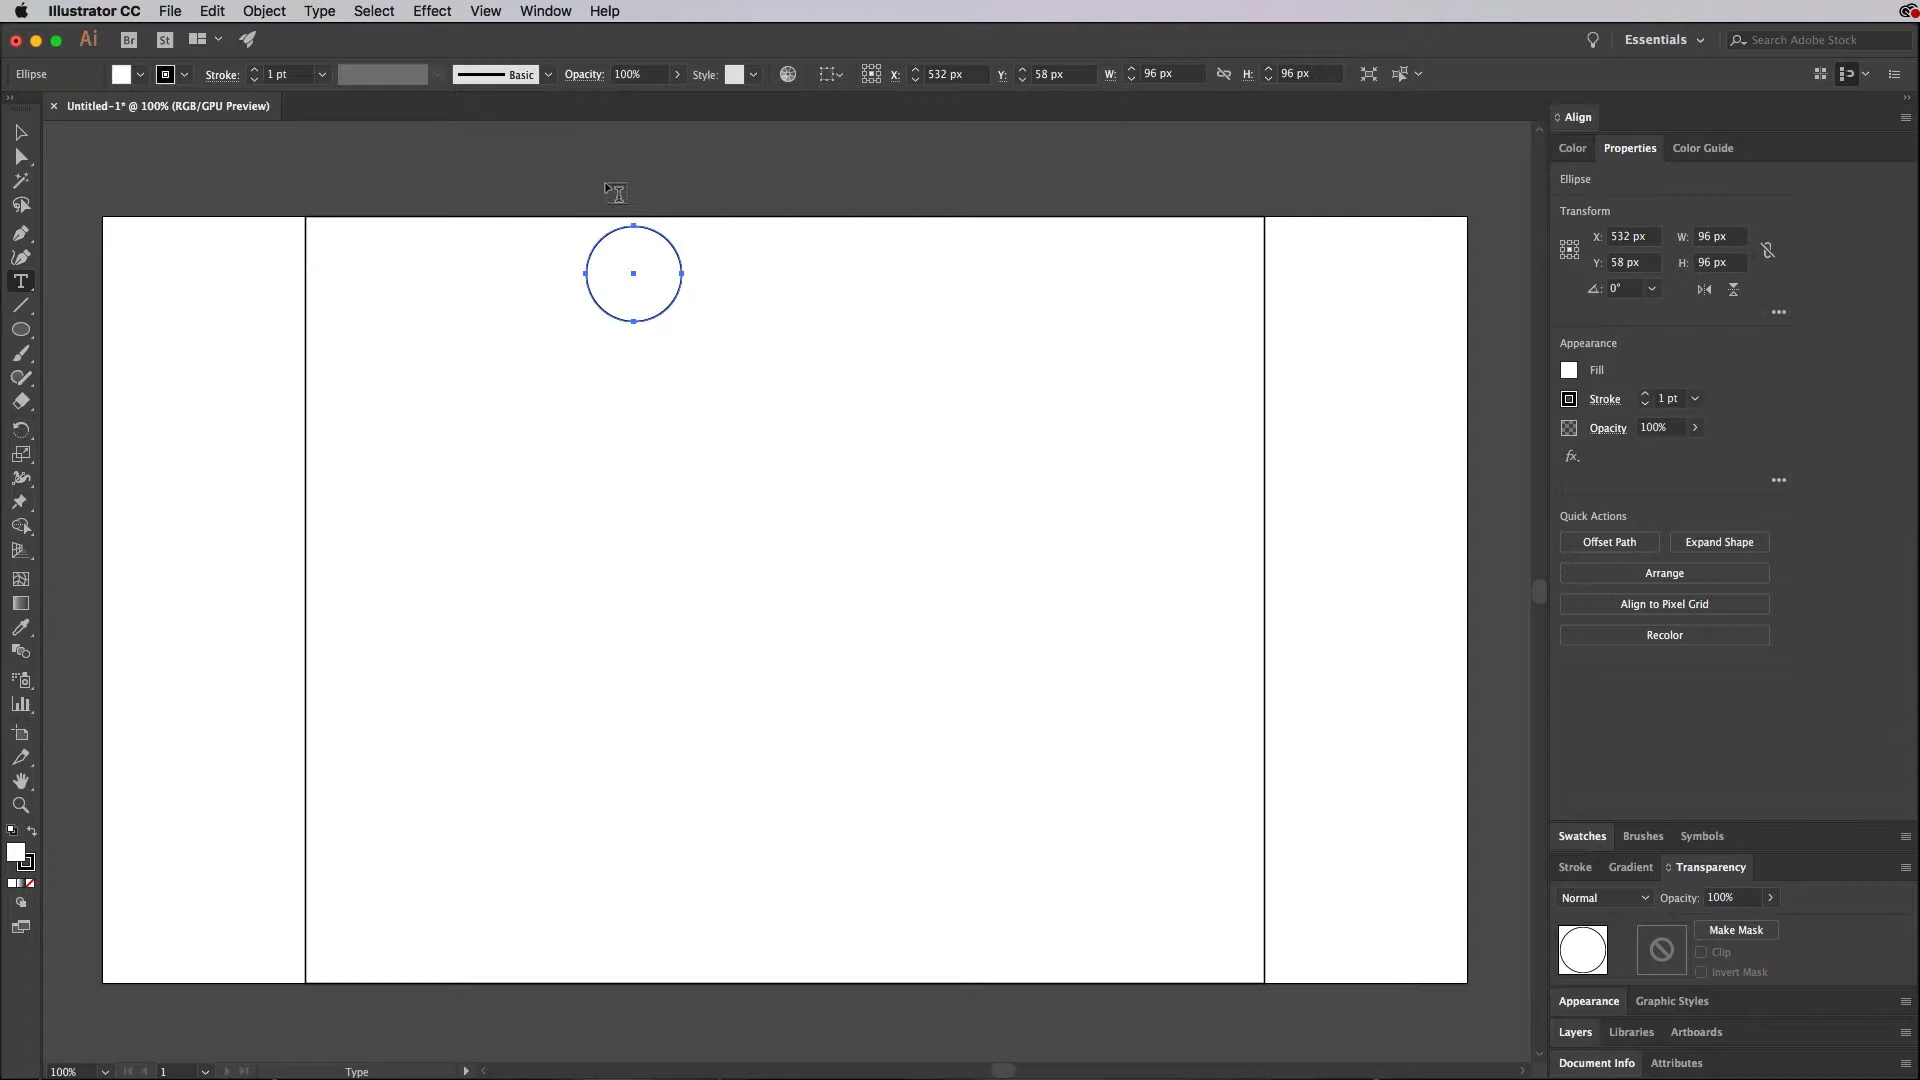 Illustrator CC File Edit Object Type Select Effect View Window Help
Ai Br St Essentials Search Adobe Stock
Ellipse Stroke: 1 pt Basic Opacity: 100% Style: X: 532 px Y: 58 px W: 96 px H: 96 px
Untitled-1* @ 100% (RGB/GPU Preview)
Align
Color Properties Color Guide
Ellipse
Transform
X: 532 px W: 96 px
Y: 58 px H: 96 px
0°
Appearance
Fill
Stroke 1 pt
Opacity 100%
fx.
Quick Actions
Offset Path Expand Shape
Arrange
Align to Pixel Grid
Recolor
Swatches Brushes Symbols
Stroke Gradient Transparency
Normal Opacity: 100%
Make Mask
Clip
Invert Mask
Appearance Graphic Styles
Layers Libraries Artboards
Document Info Attributes
100% 1 Type